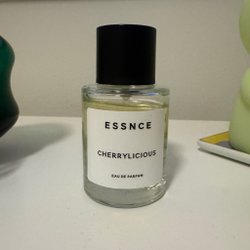 ESSNCE
CHERRYLICIOUS
EAU DE PARFUM